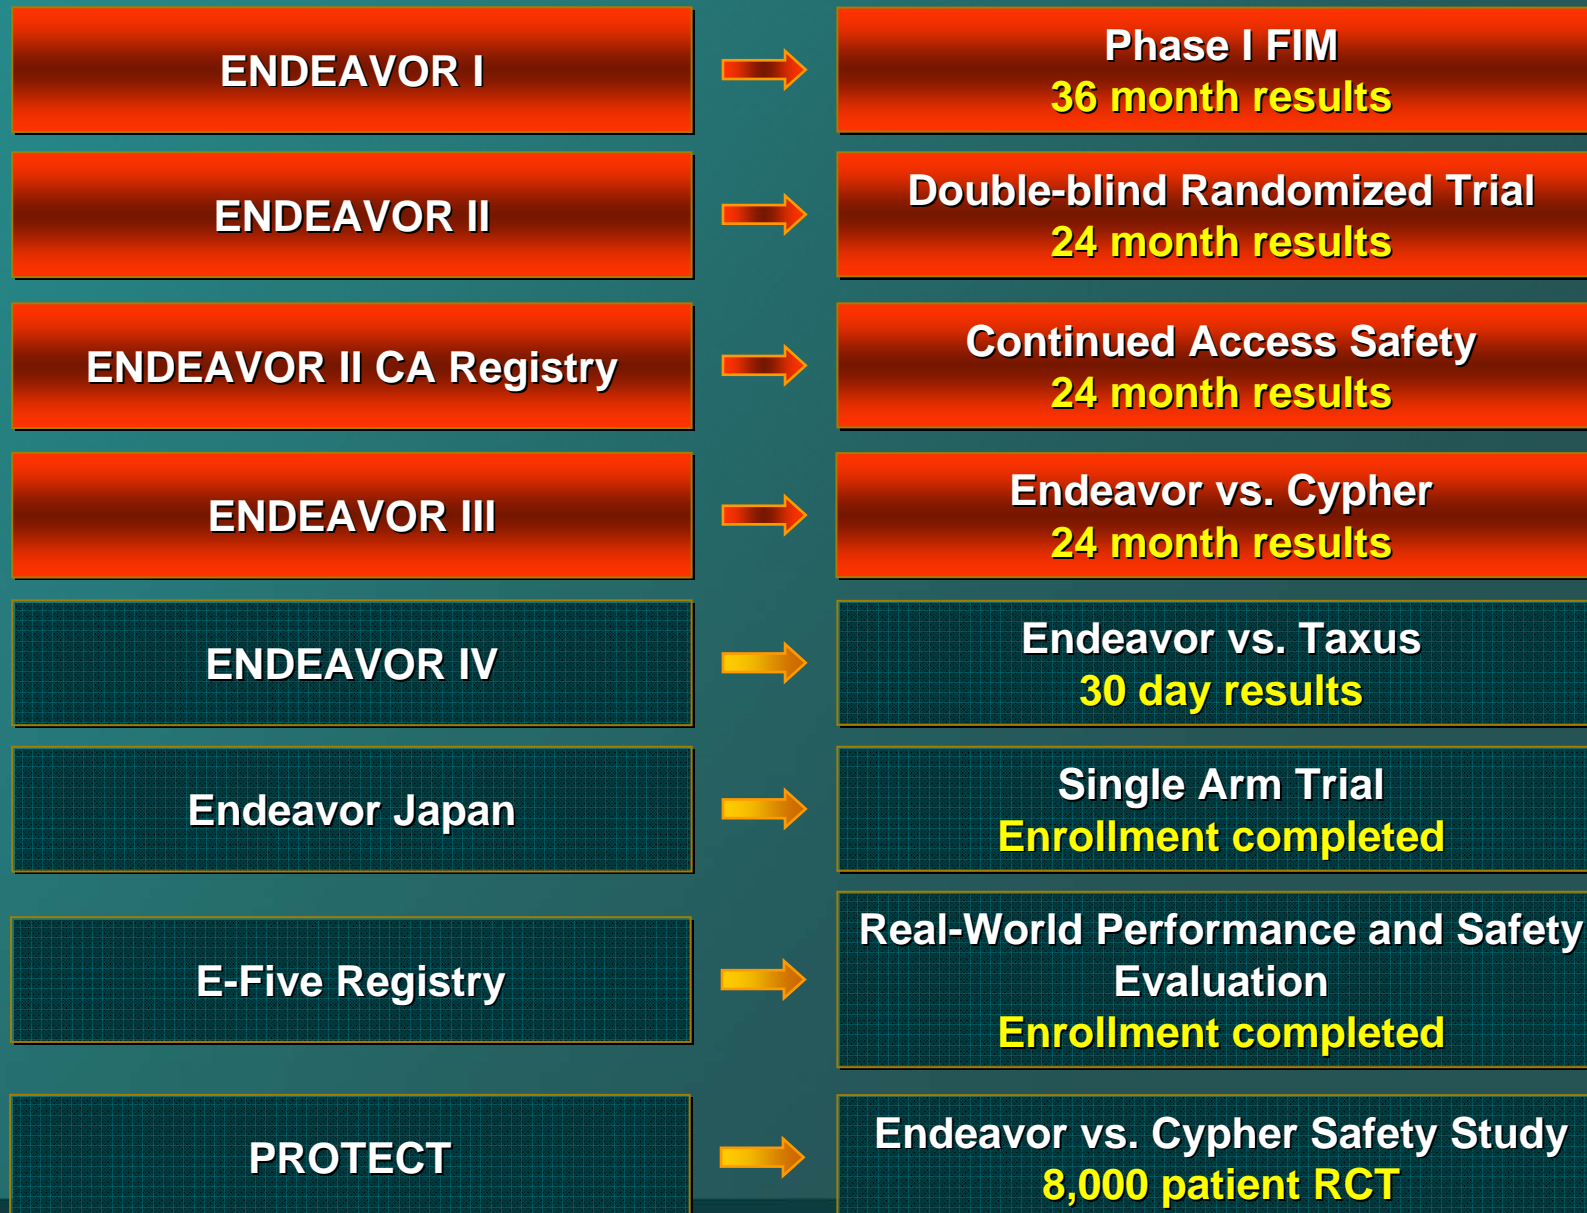 ENDEAVOR I
Phase I FIM
36 month results
ENDEAVOR II
Double-blind Randomized Trial
24 month results
ENDEAVOR II CA Registry
Continued Access Safety
24 month results
ENDEAVOR III
Endeavor vs. Cypher
24 month results
ENDEAVOR IV
Endeavor vs. Taxus
30 day results
Endeavor Japan
Single Arm Trial
Enrollment completed
E-Five Registry
Real-World Performance and Safety
Evaluation
Enrollment completed
PROTECT
Endeavor vs. Cypher Safety Study
8,000 patient RCT